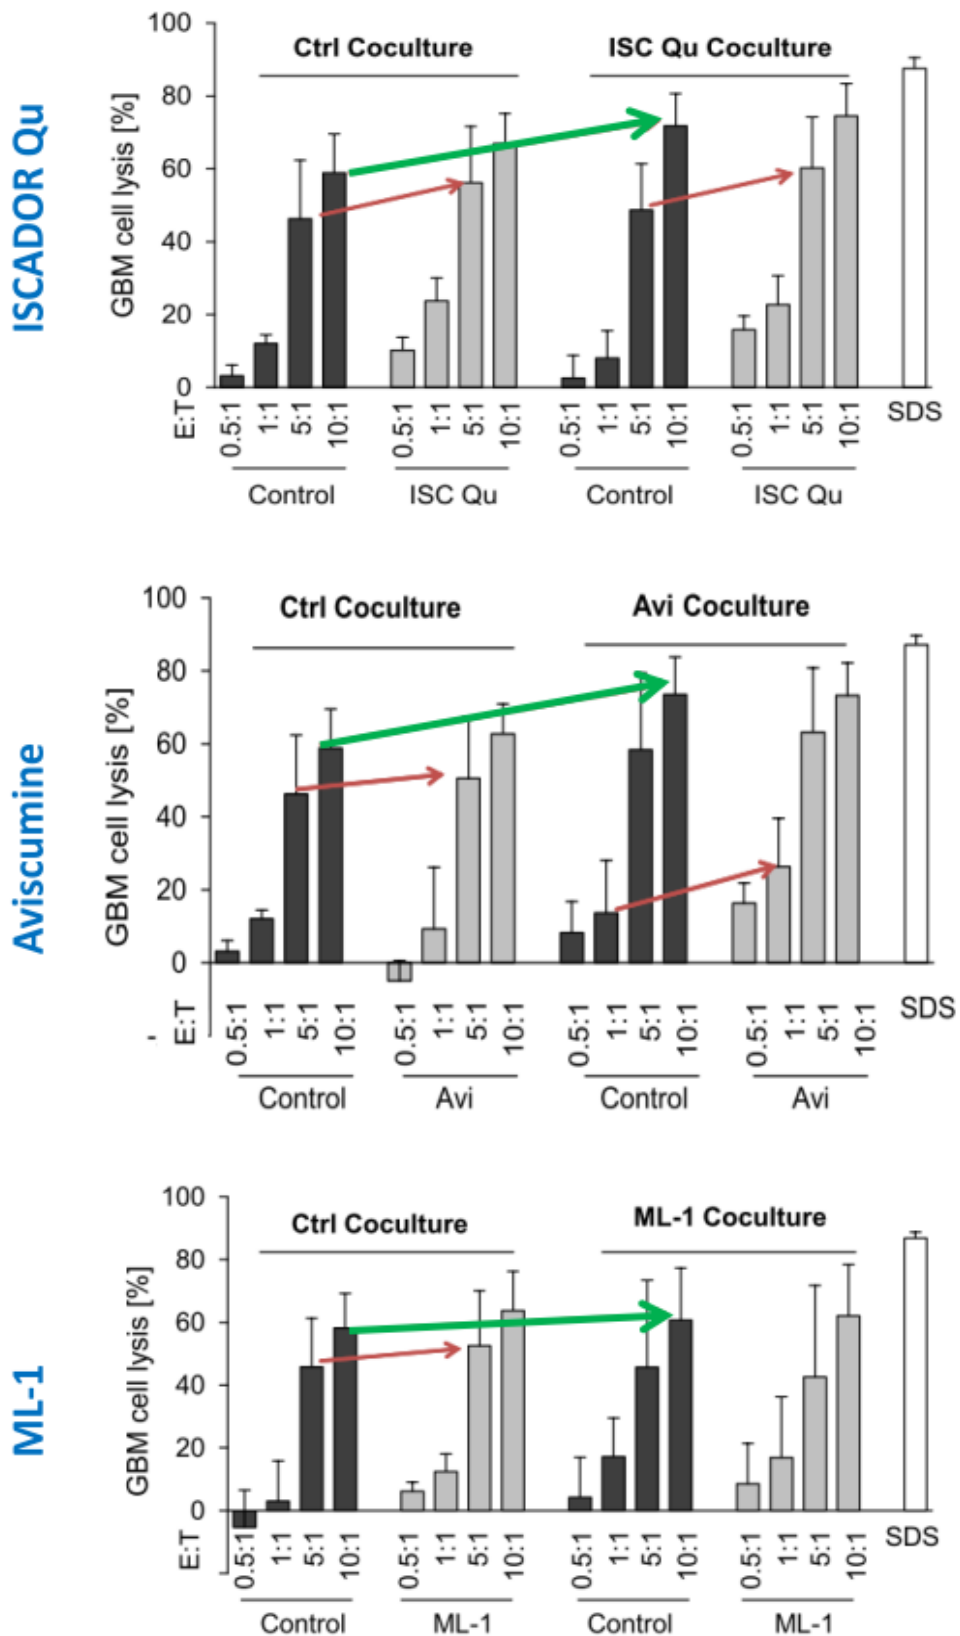 ISCADOR Qu
GBM cell lysis [%]
100
80
60
40
20
0
Ctrl Coculture
ISC Qu Coculture
E:T
0.5:1 1:1 5:1 10:1 0.5:1 1:1 5:1 10:1 0.5:1 1:1 5:1 10:1 0.5:1 1:1 5:1 10:1 SDS
Control ISC Qu Control ISC Qu
Aviscumine
GBM cell lysis [%]
100
80
60
40
20
0
-
Ctrl Coculture
Avi Coculture
E:T
0.5:1 1:1 5:1 10:1 0.5:1 1:1 5:1 10:1 0.5:1 1:1 5:1 10:1 0.5:1 1:1 5:1 10:1 SDS
Control Avi Control Avi
ML-1
GBM cell lysis [%]
100
80
60
40
20
0
Ctrl Coculture
ML-1 Coculture
E:T
0.5:1 1:1 5:1 10:1 0.5:1 1:1 5:1 10:1 0.5:1 1:1 5:1 10:1 0.5:1 1:1 5:1 10:1 SDS
Control ML-1 Control ML-1